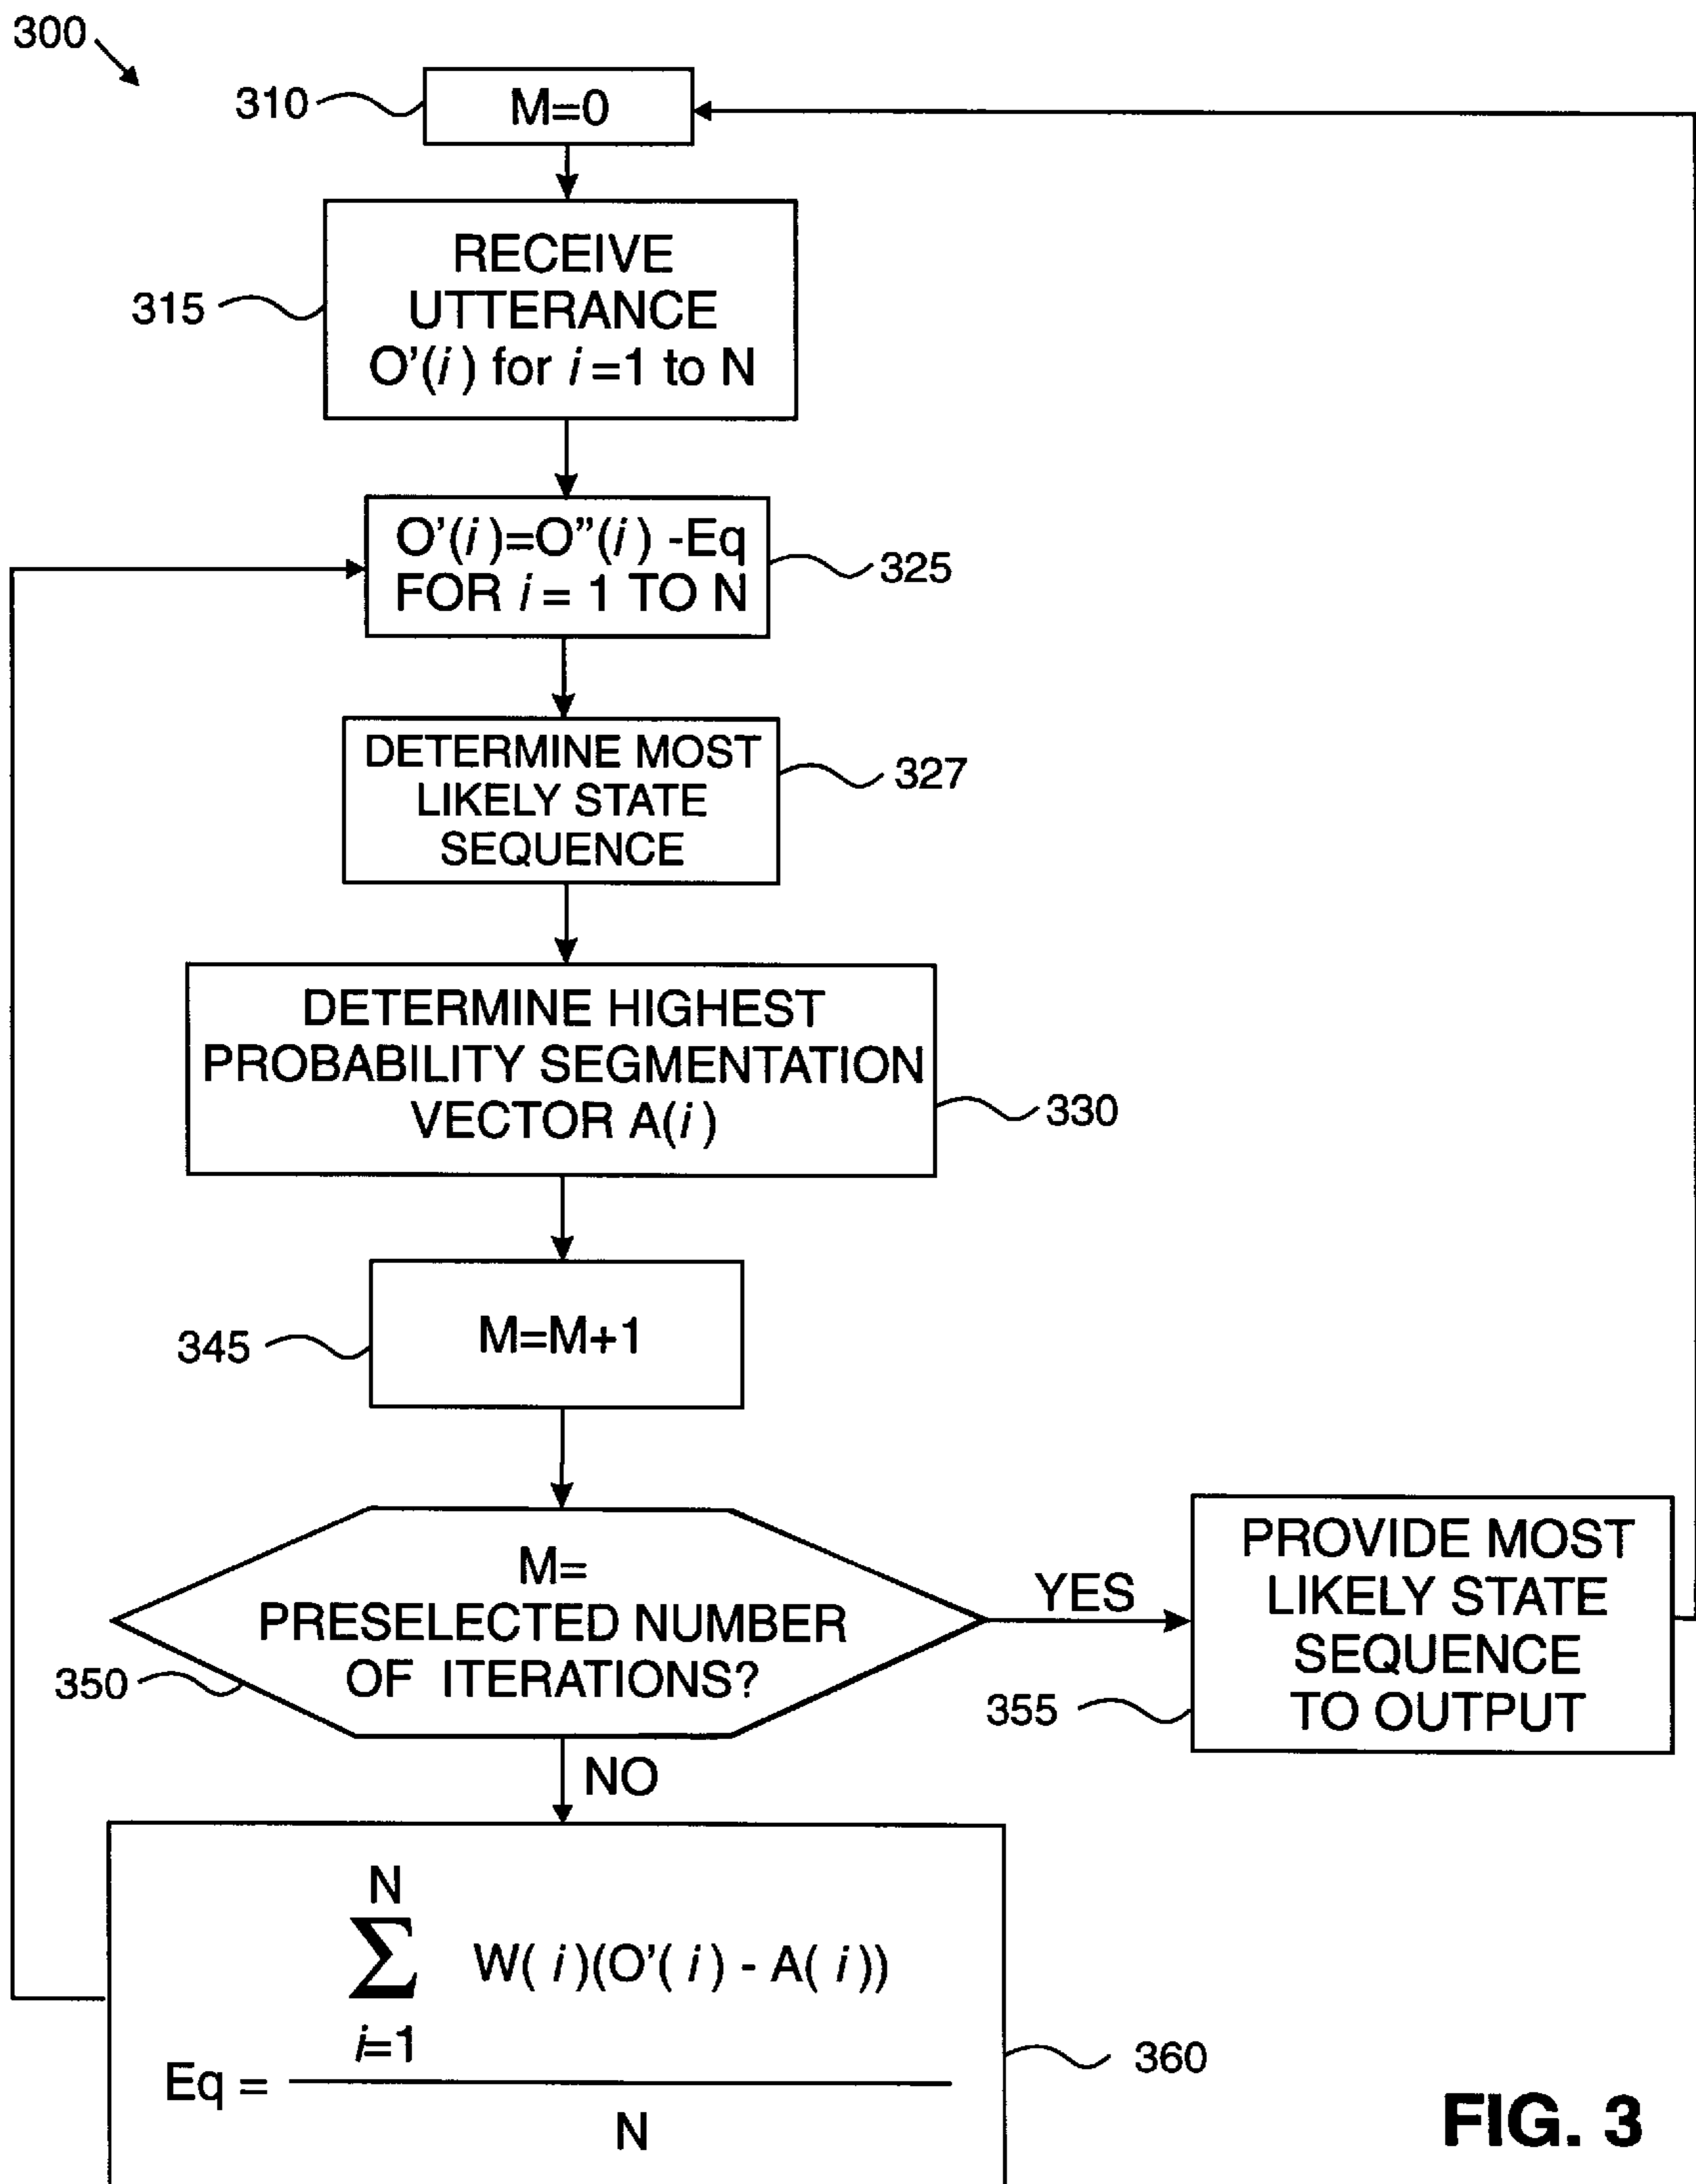 300
310
M=0
RECEIVE
UTTERANCE
O'(i) for i=1 to N
315
O'(i)=O''(i) -Eq
FOR i = 1 TO N
325
DETERMINE MOST
LIKELY STATE
SEQUENCE
327
DETERMINE HIGHEST
PROBABILITY SEGMENTATION
VECTOR A(i)
330
345
M=M+1
M=
PRESELECTED NUMBER
OF ITERATIONS?
350
YES
PROVIDE MOST
LIKELY STATE
SEQUENCE
TO OUTPUT
355
NO
N
Σ W(i)(O'(i) - A(i))
i=1
Eq =
N
360
FIG. 3